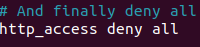 # And finally deny all
http_access deny all